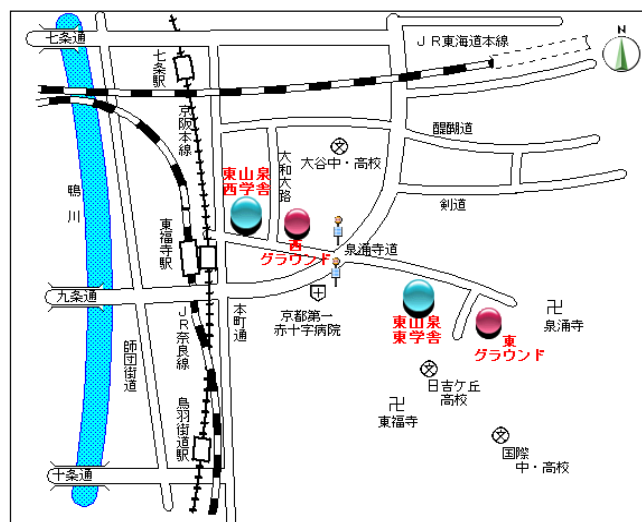 七条通
ＪＲ東海道本線
N
七条駅
京阪本線
醍醐道
大谷中・高校
大和大路
東山泉
西学舎
剣道
鴨川
西
グラウンド
泉涌寺道
東福寺駅
九条通
本町通
京都第一
赤十字病院
東山泉
東学舎
東
グラウンド
泉涌寺
ＪＲ奈良線
師団街道
日吉ケ丘
高校
東福寺
鳥羽街道駅
国際
中・高校
十条通